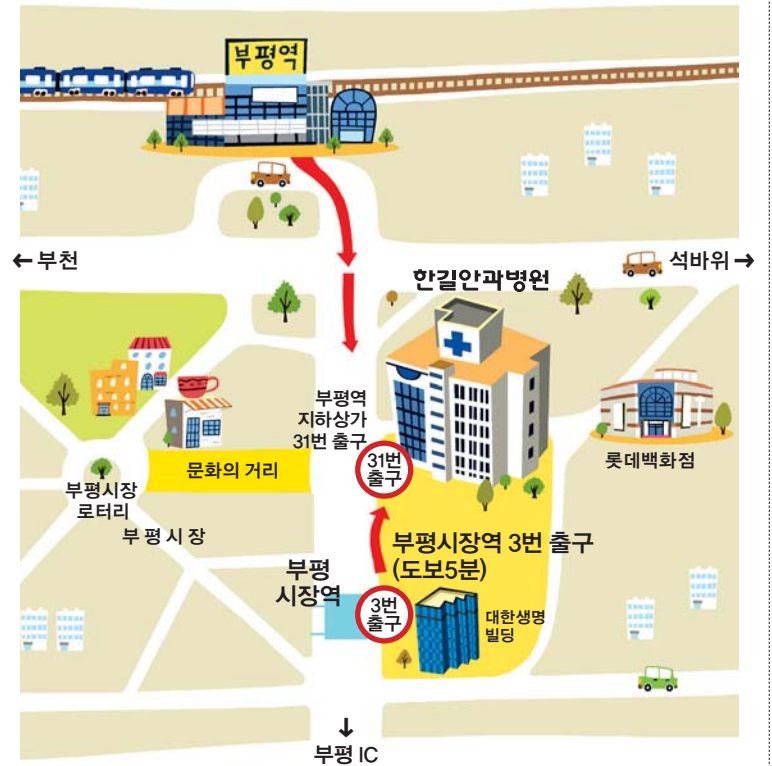 부평역
← 부천
석바위 →
한길안과병원
부평역
지하상가
31번 출구
31번
출구
롯데백화점
문화의 거리
부평시장
로터리
부 평 시 장
부평시장역 3번 출구
(도보5분)
부평
시장역
3번
출구
대한생명
빌딩
↓
부평 IC